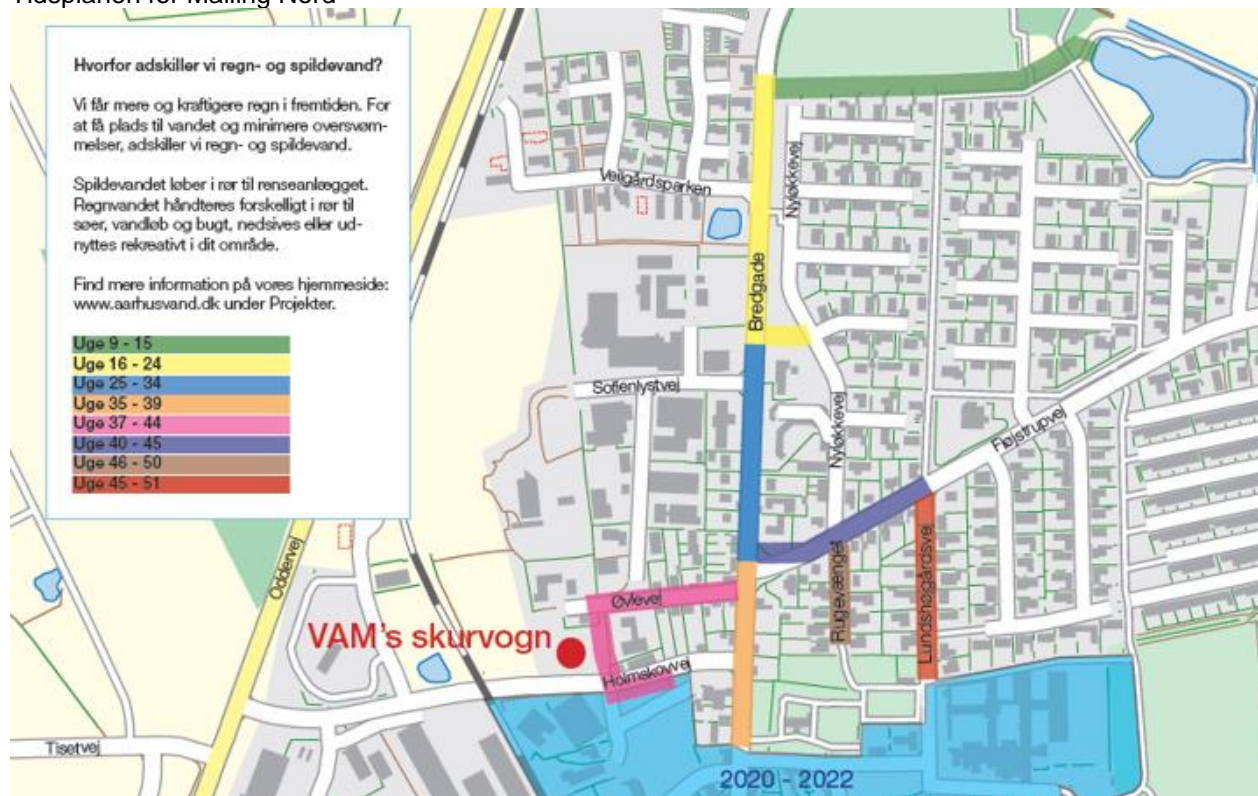 Tidsplanen for Malling Nord
Hvorfor adskiller vi regn- og spildevand?
Vi får mere og kraftigere regn i fremtiden. For
at få plads til vandet og minimere oversvøm-
melser, adskiller vi regn- og spildevand.
Spildevandet løber i rør til renseanlægget.
Regnvandet håndteres forskelligt i rør til
søer, vandløb og bugt, nedsives eller ud-
nyttes rekreativt i dit område.
Find mere information på vores hjemmeside:
www.aarhusvand.dk under Projekter.
Uge 9 - 15
Uge 16 - 24
Uge 25 - 34
Uge 35 - 39
Uge 37 - 44
Uge 40 - 45
Uge 46 - 50
Uge 45 - 51
Vellgårdsparken
Nyløkkevej
Bredgade
Sofienlystvej
Nyløkkevej
Fløjstrupvej
Oddervej
Øvlevej
Rugevænget
Lundshøjgårdsvej
VAM's skurvogn
Holmskovvej
Tisetvej
2020 - 2022